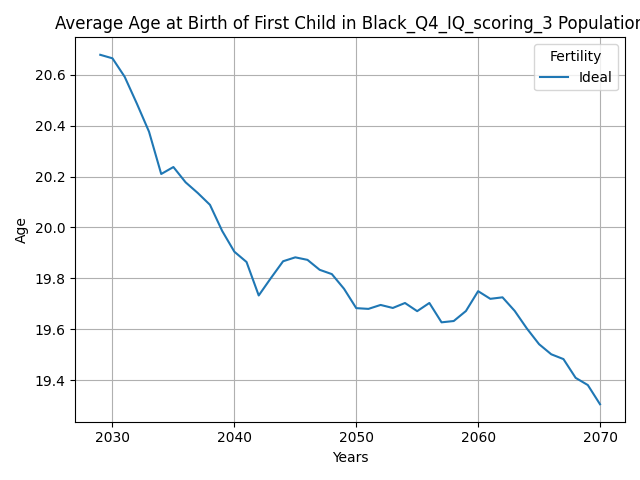 Average Age at Birth of First Child in Black_Q4_IQ_scoring_3 Population
Fertility
Ideal
20.6
20.4
20.2
20.0
19.8
19.6
19.4
Age
2030 2040 2050 2060 2070
Years